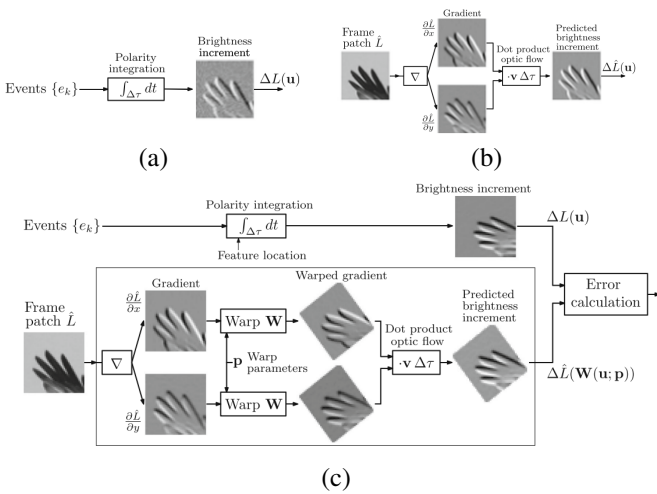 Polarity
integration
Events {e_k}
∫_Δτ dt
Brightness
increment
ΔL(u)
(a)
Frame
patch L̂
∇
∂L̂/∂x
∂L̂/∂y
Gradient
Dot product
optic flow
·v Δτ
Predicted
brightness
increment
ΔL̂(u)
(b)
Events {e_k}
Polarity integration
∫_Δτ dt
Feature location
Brightness increment
ΔL(u)
Frame
patch L̂
∇
∂L̂/∂x
∂L̂/∂y
Gradient
Warp W
p Warp
parameters
Warp W
Warped gradient
Dot product
optic flow
·v Δτ
Predicted
brightness
increment
ΔL̂(W(u; p))
Error
calculation
(c)